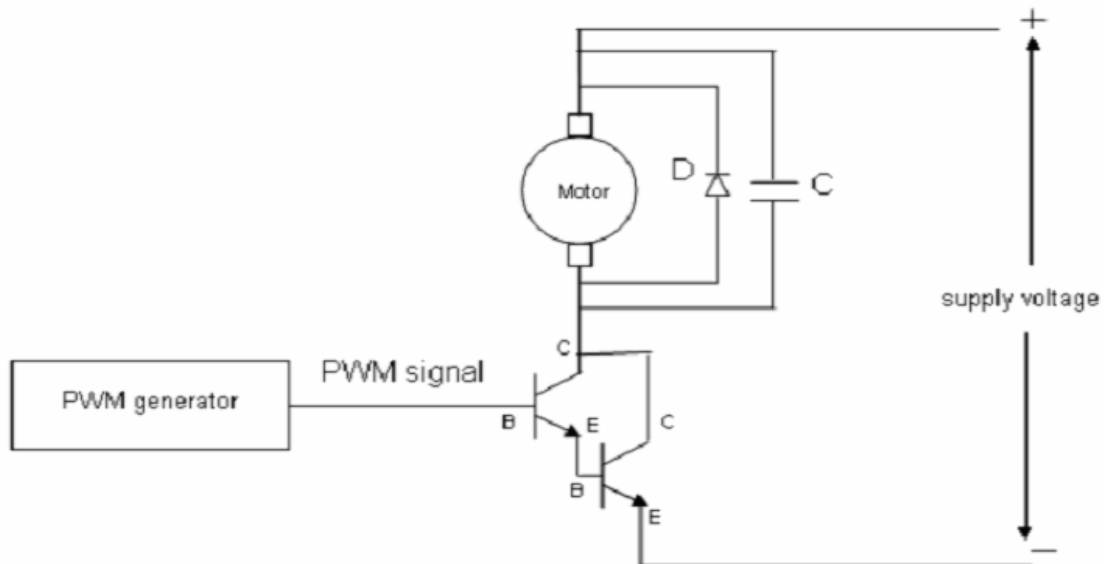 +
Motor
D
C
supply voltage
C
PWM signal
PWM generator
B
E
C
B
E
−